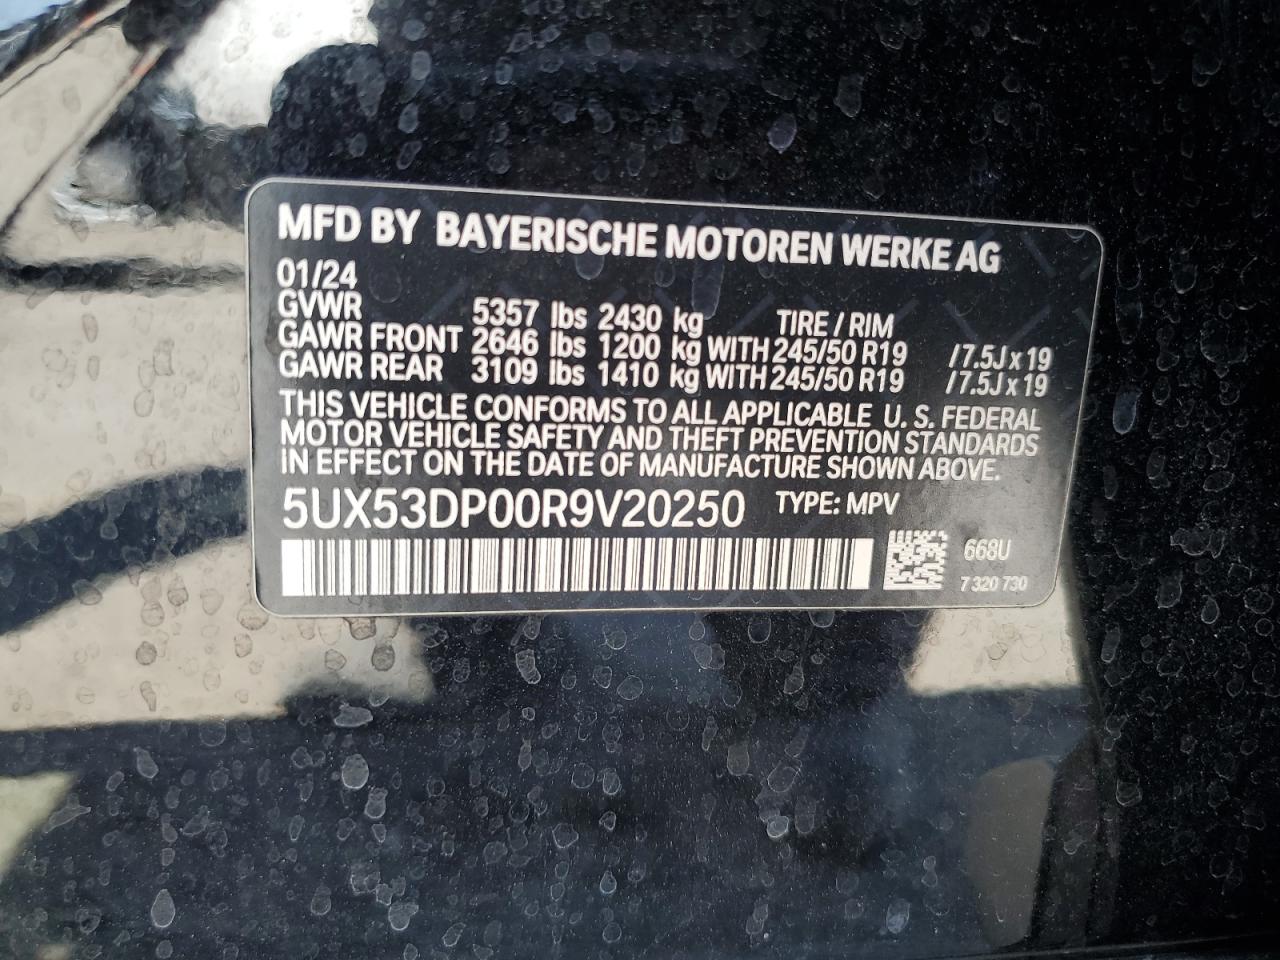 MFD BY BAYERISCHE MOTOREN WERKE AG
01/24
GVWR 5357 lbs 2430 kg TIRE / RIM
GAWR FRONT 2646 lbs 1200 kg WITH 245/50 R19 /7.5J x 19
GAWR REAR 3109 lbs 1410 kg WITH 245/50 R19 /7.5J x 19
THIS VEHICLE CONFORMS TO ALL APPLICABLE U. S. FEDERAL
MOTOR VEHICLE SAFETY AND THEFT PREVENTION STANDARDS
IN EFFECT ON THE DATE OF MANUFACTURE SHOWN ABOVE.
5UX53DP00R9V20250 TYPE: MPV
668U
7 320 730